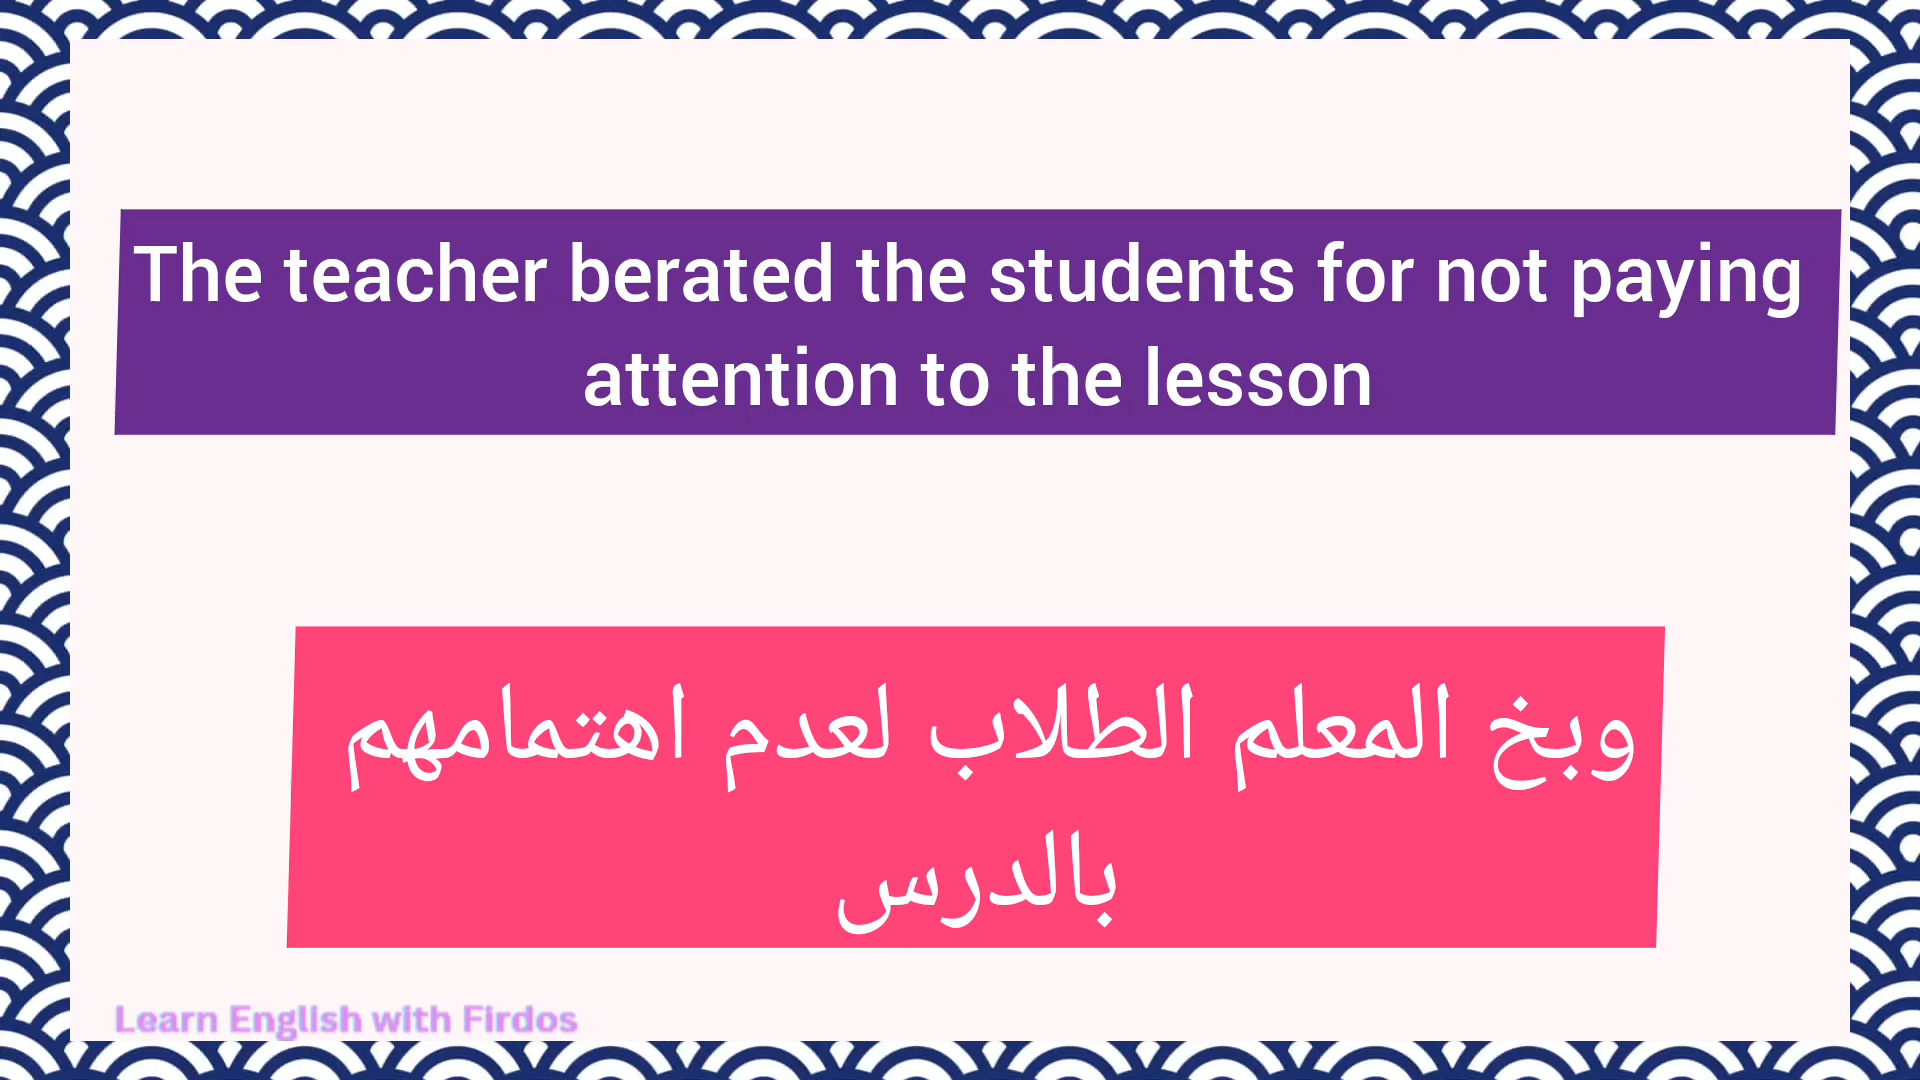 The teacher berated the students for not paying
attention to the lesson
وبخ المعلم الطلاب لعدم اهتمامهم
بالدرس
Learn English with Firdos